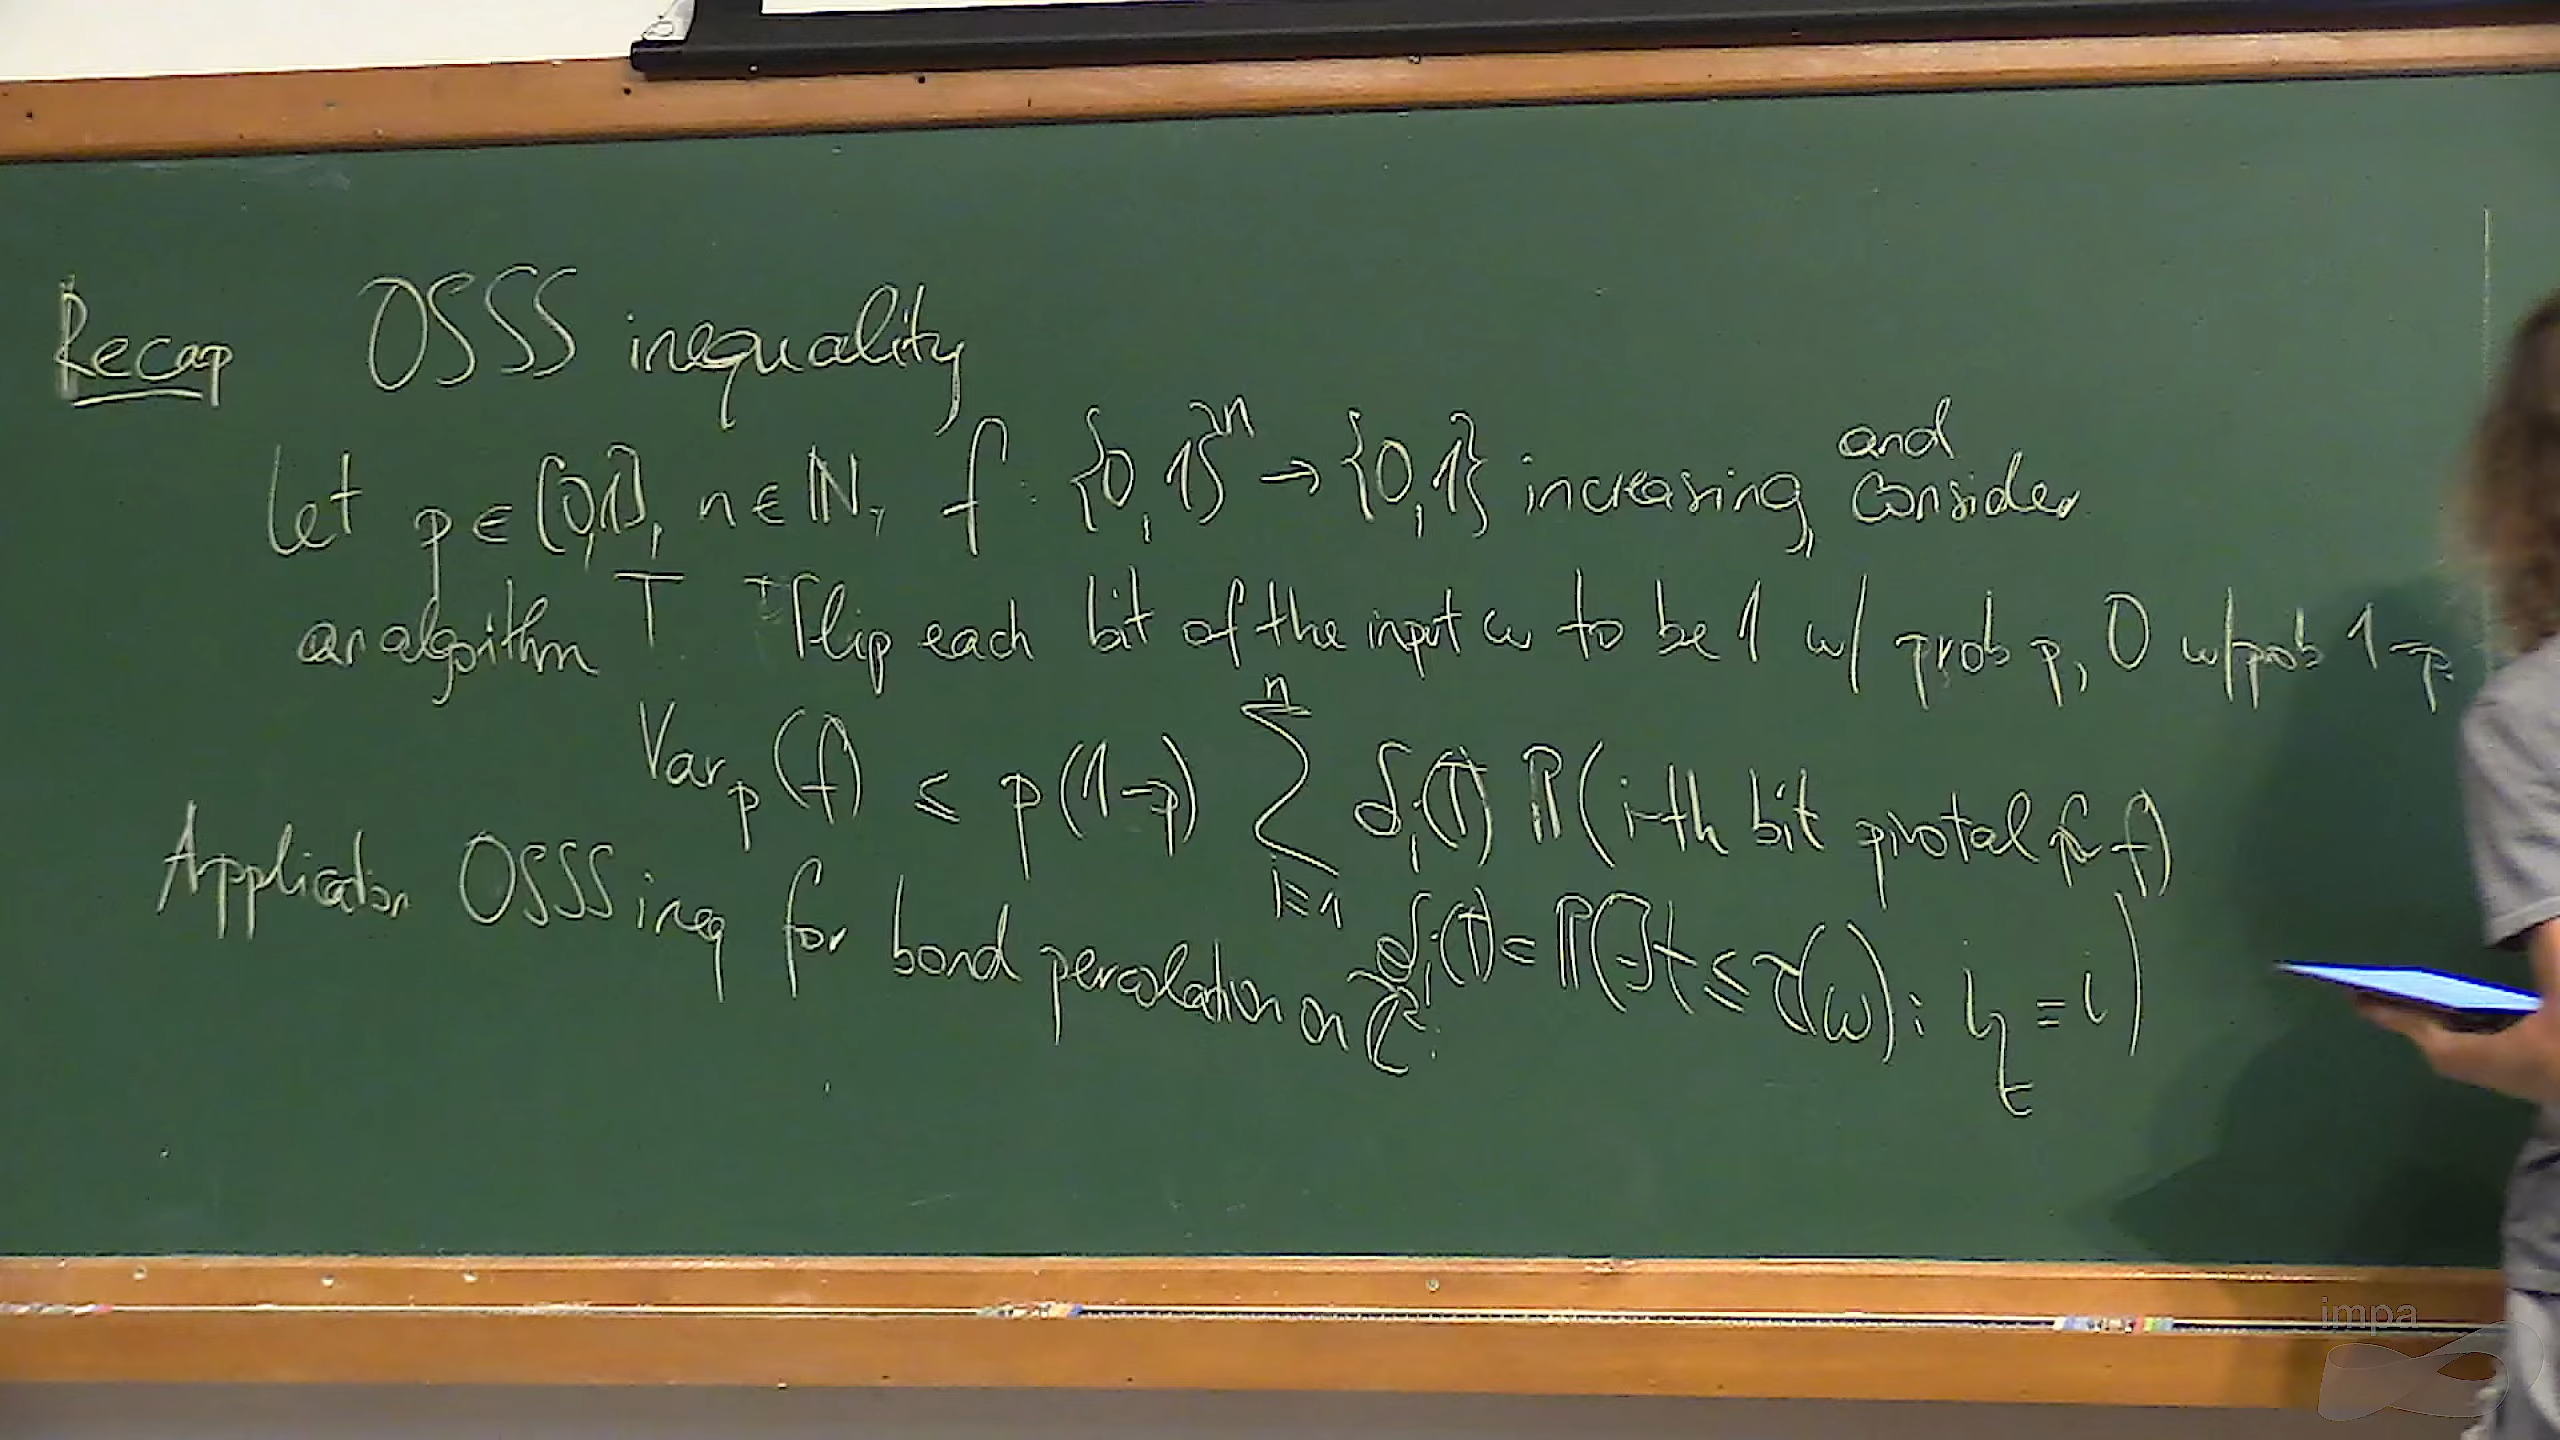 Recap OSSS inequality
Let p ∈ [0,1], n ∈ ℕ, f : {0,1}^n → {0,1} increasing, and consider
an algorithm T. Flip each bit of the input ω to be 1 w/ prob p, 0 w/ prob 1-p
Var_p(f) ≤ p(1-p) ∑_{i=1}^{n} δ_i(T) ℙ(i-th bit pivotal for f)
δ_i(T) = ℙ(∃ t ≤ τ(ω): i_t = i)
Application OSSS ineq for bond percolation on ℤ²:
impa